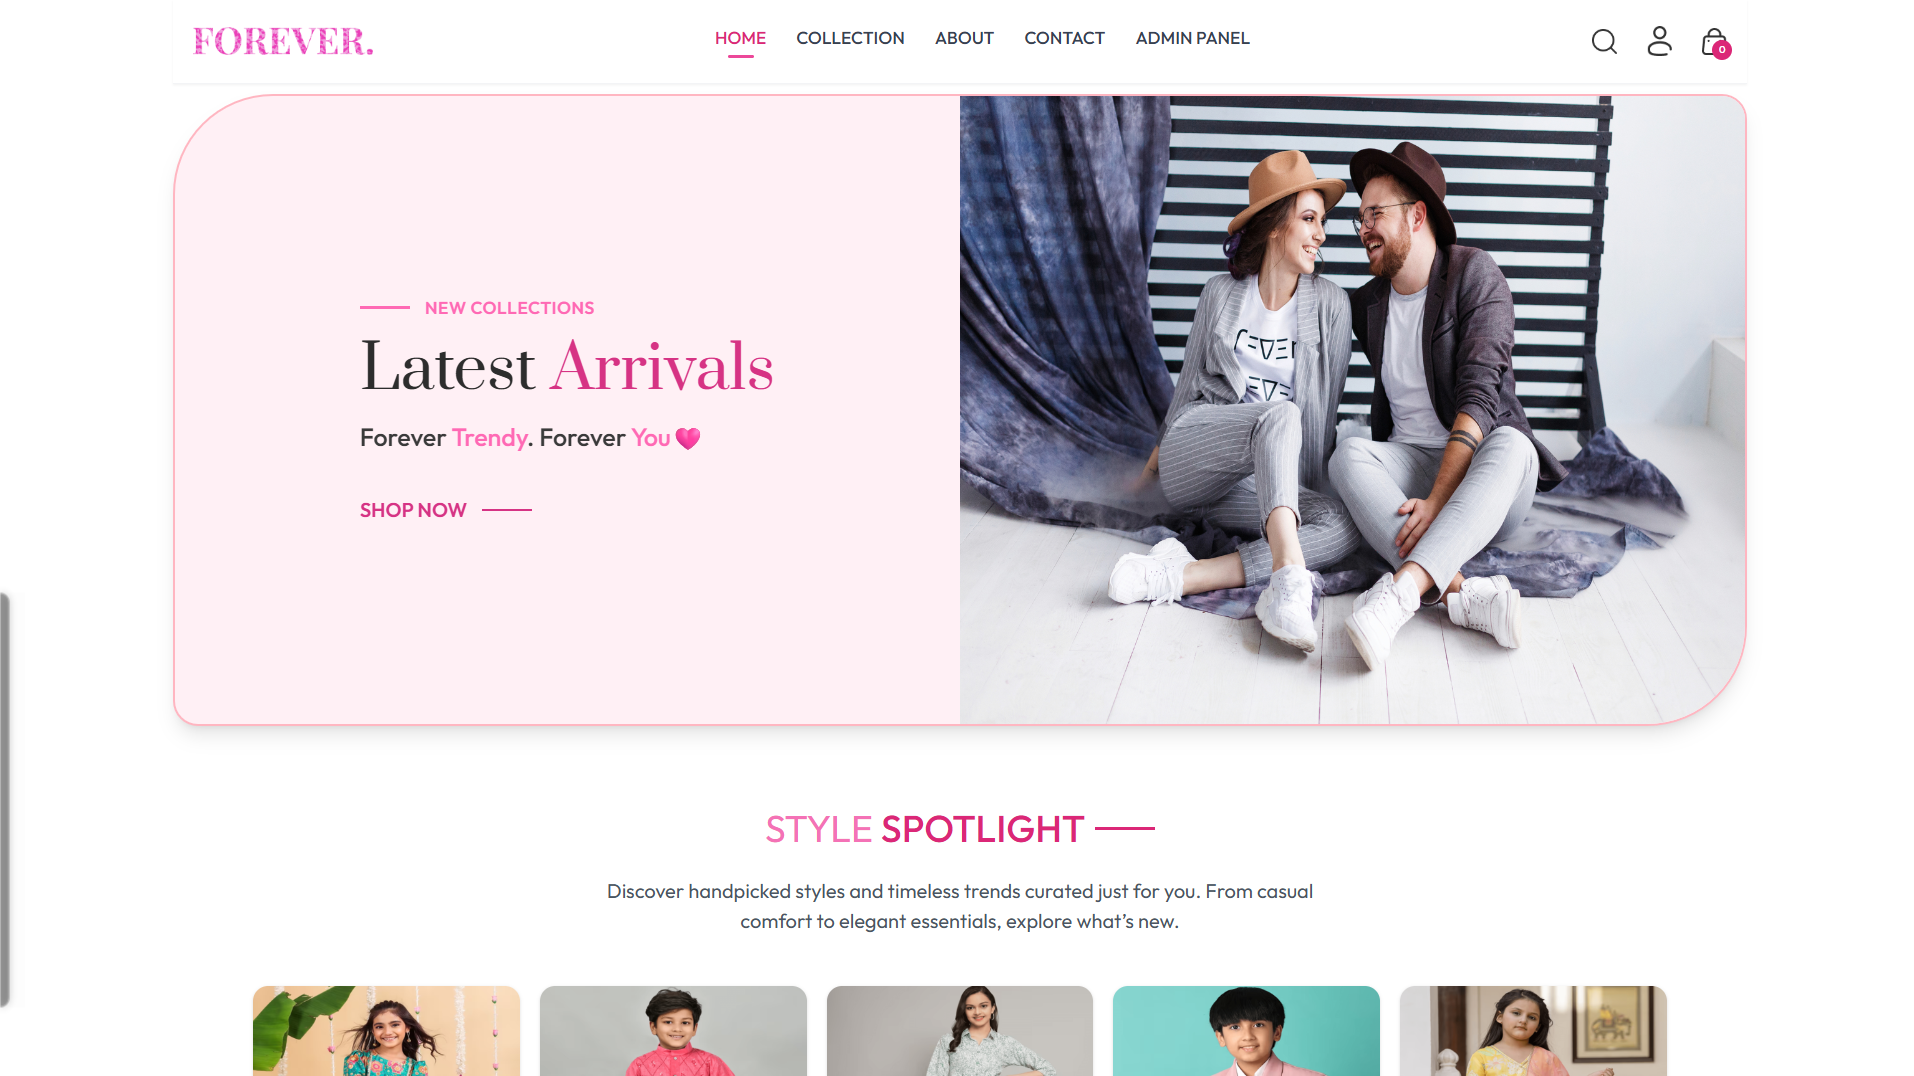 FOREVER.
HOME
COLLECTION
ABOUT
CONTACT
ADMIN PANEL
0
NEW COLLECTIONS
Latest Arrivals
Forever Trendy. Forever You
SHOP NOW
STYLE SPOTLIGHT
Discover handpicked styles and timeless trends curated just for you. From casual
comfort to elegant essentials, explore what’s new.